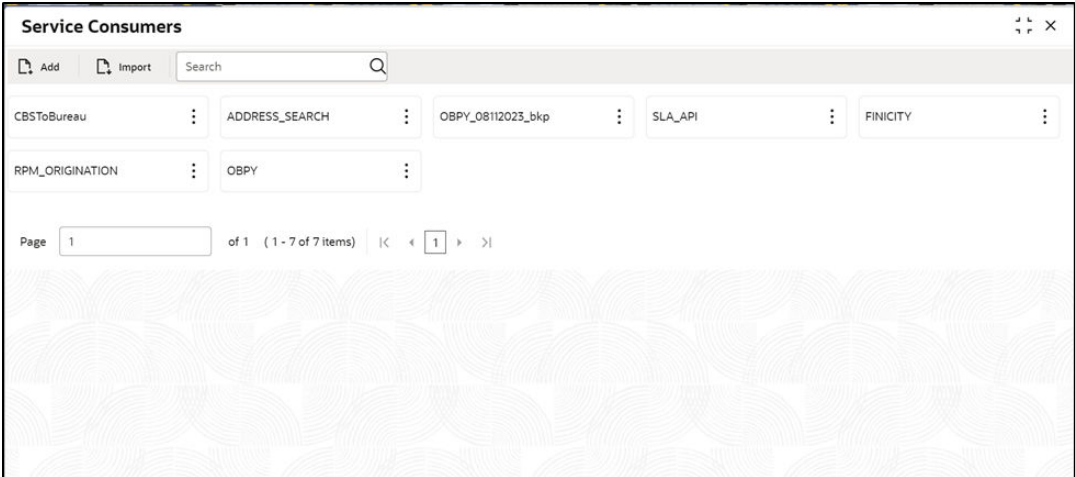 Service Consumers
Add Import Search
CBSToBureau ADDRESS_SEARCH OBPY_08112023_bkp SLA_API FINICITY
RPM_ORIGINATION OBPY
Page 1 of 1 (1 - 7 of 7 items) 1